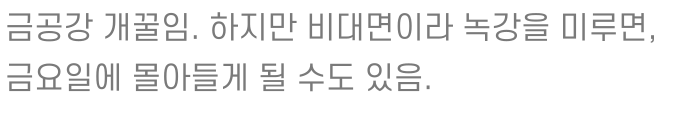 금공강 개꿀임. 하지만 비대면이라 녹강을 미루면,
금요일에 몰아들게 될 수도 있음.